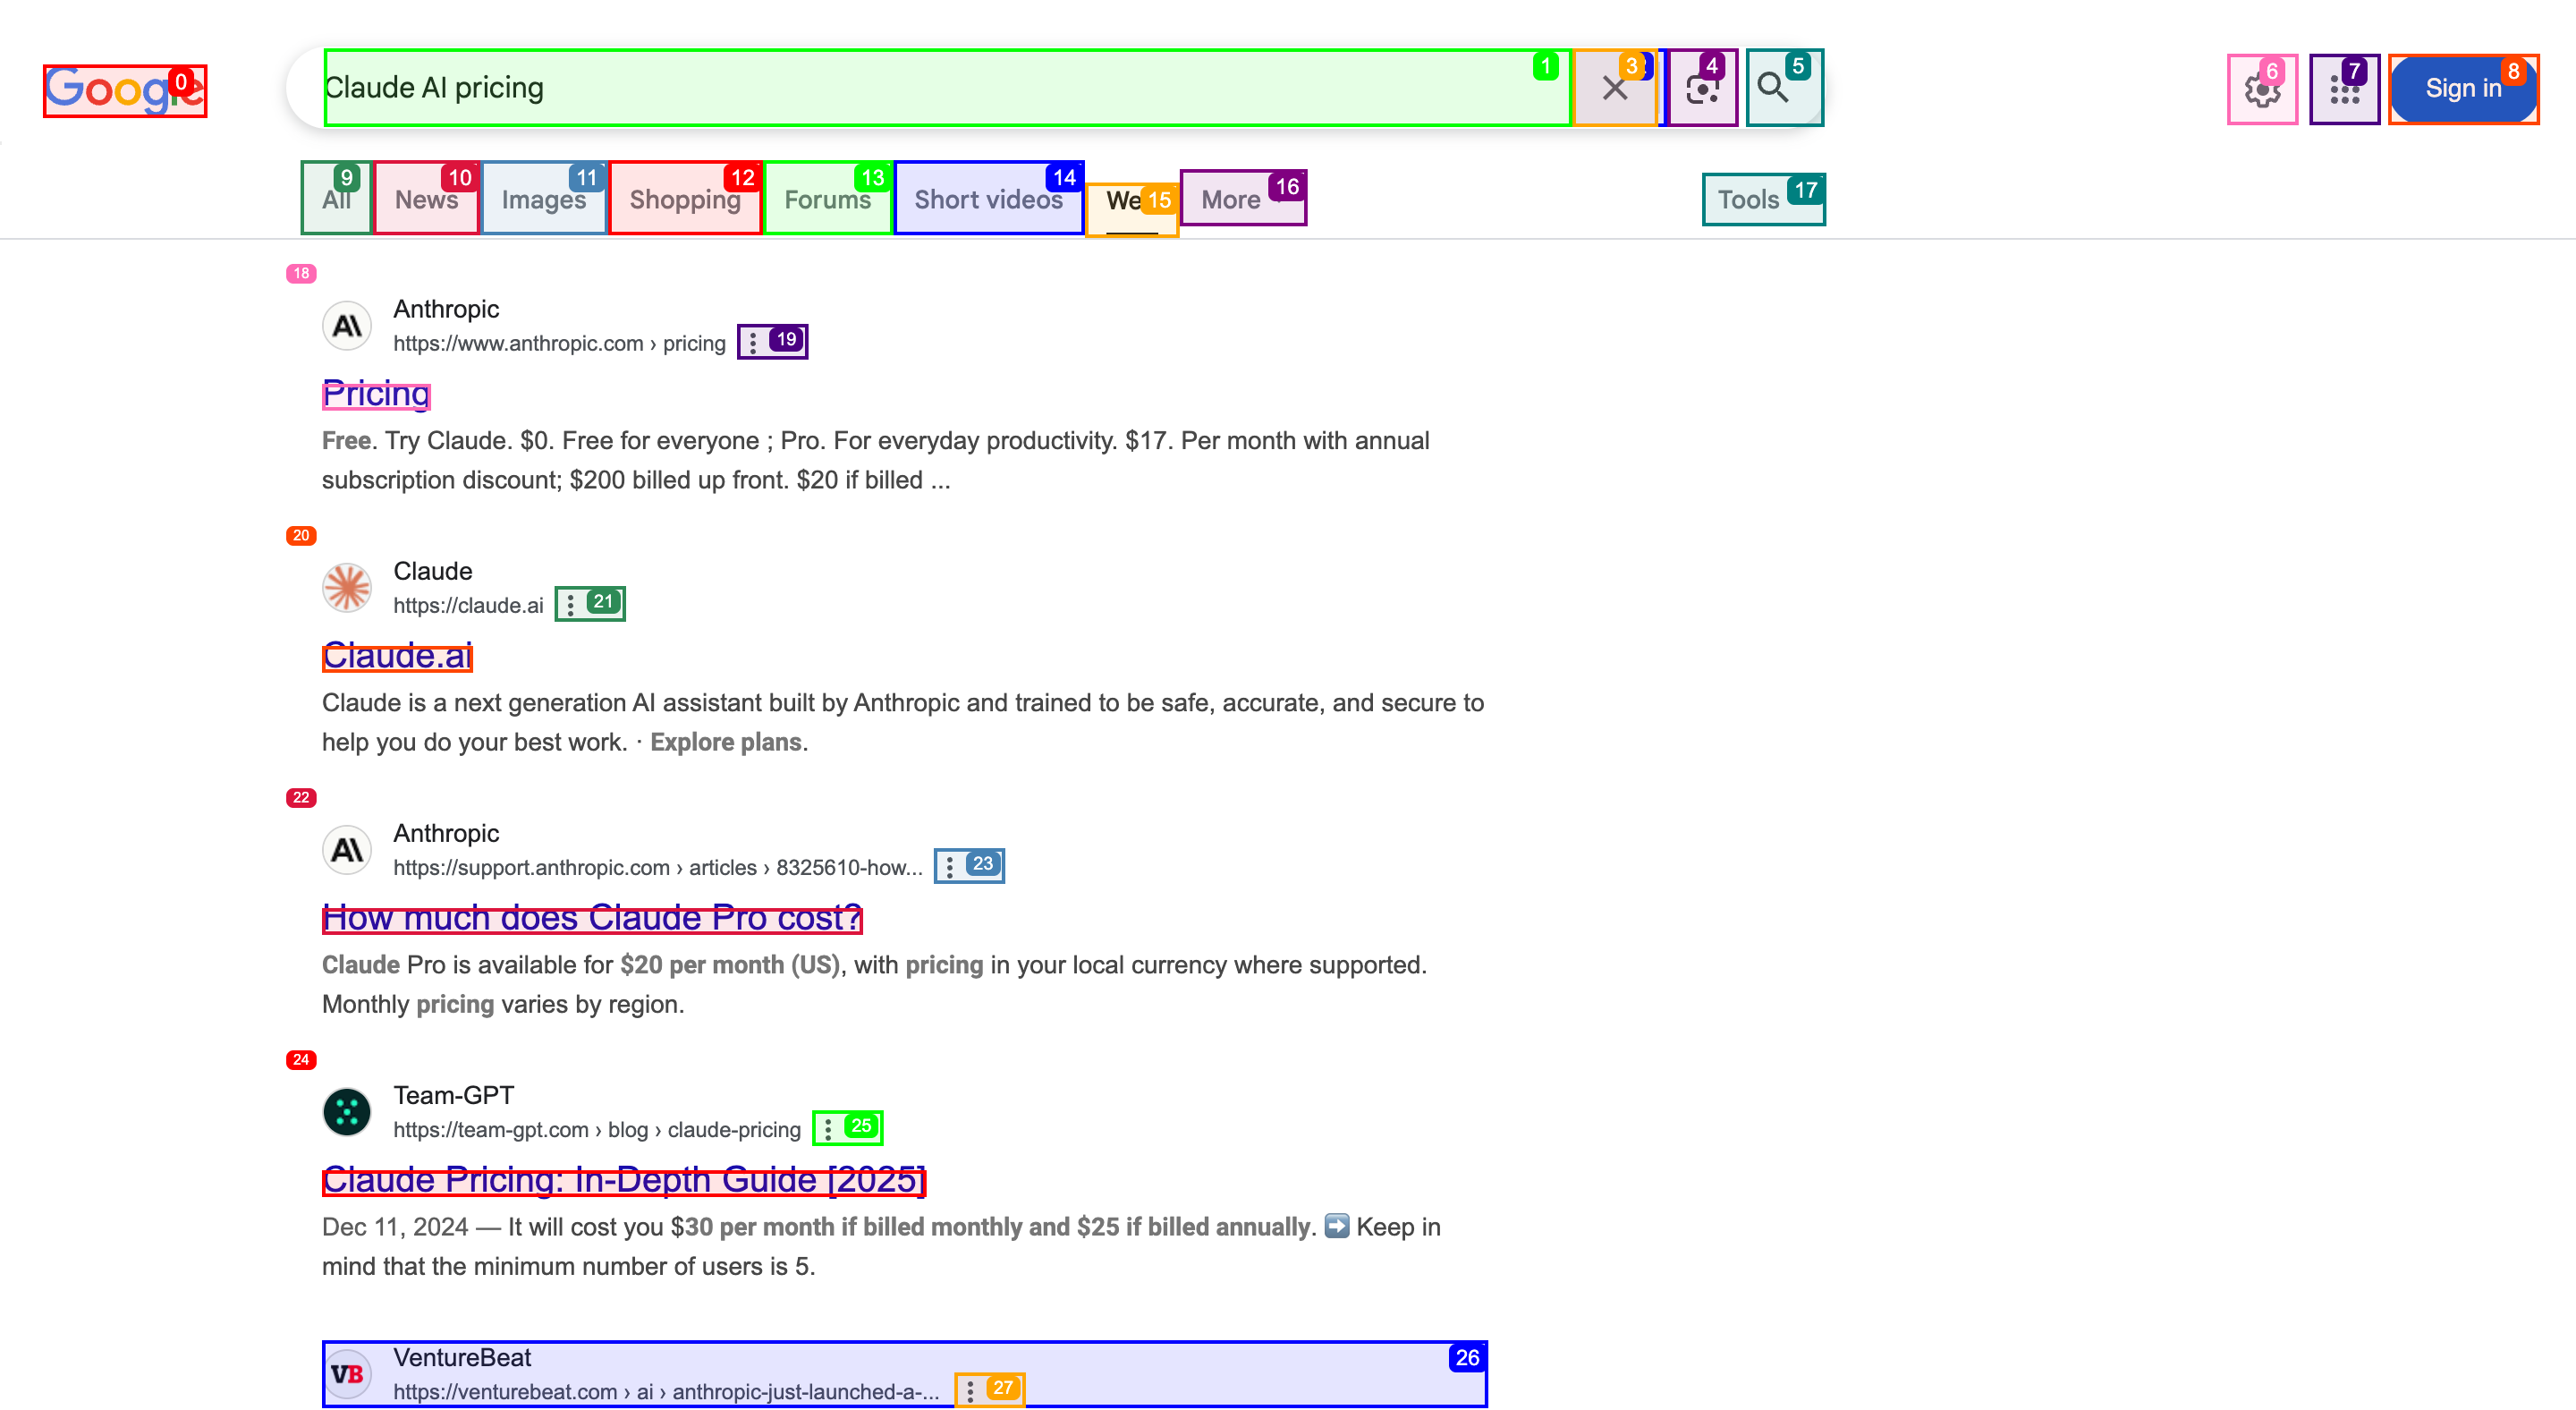 Google 0
Claude AI pricing 1 3 4 5
6 7 Sign in 8
All 9 News 10 Images 11 Shopping 12 Forums 13 Short videos 14 We 15 More 16 Tools 17
18
Anthropic
https://www.anthropic.com › pricing 19
Pricing
Free. Try Claude. $0. Free for everyone ; Pro. For everyday productivity. $17. Per month with annual
subscription discount; $200 billed up front. $20 if billed ...
20
Claude
https://claude.ai 21
Claude.ai
Claude is a next generation AI assistant built by Anthropic and trained to be safe, accurate, and secure to
help you do your best work. · Explore plans.
22
Anthropic
https://support.anthropic.com › articles › 8325610-how... 23
How much does Claude Pro cost?
Claude Pro is available for $20 per month (US), with pricing in your local currency where supported.
Monthly pricing varies by region.
24
Team-GPT
https://team-gpt.com › blog › claude-pricing 25
Claude Pricing: In-Depth Guide [2025]
Dec 11, 2024 — It will cost you $30 per month if billed monthly and $25 if billed annually. ➡️ Keep in
mind that the minimum number of users is 5.
VentureBeat 26
https://venturebeat.com › ai › anthropic-just-launched-a-... 27